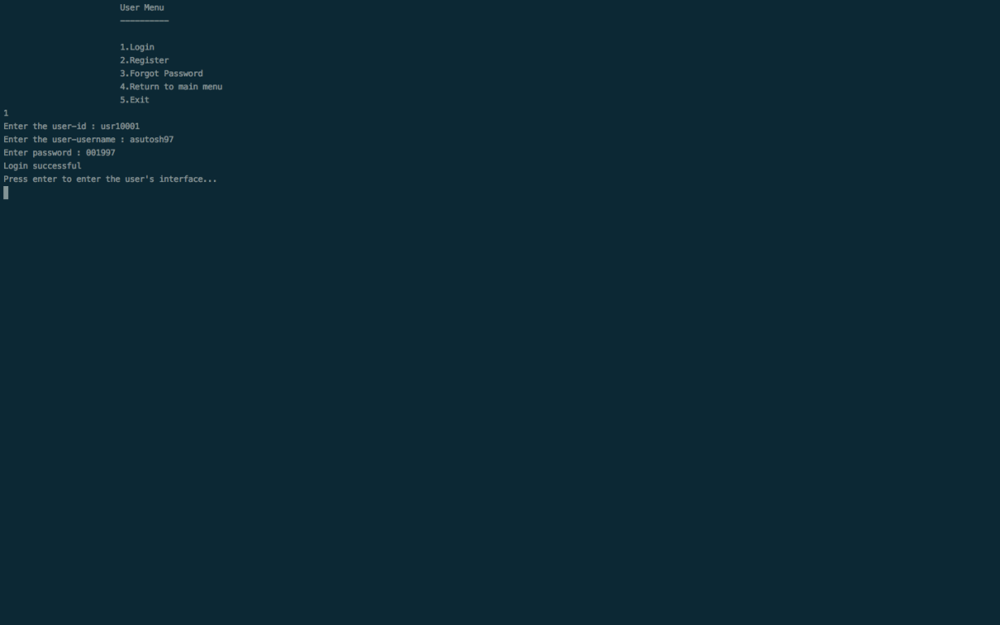 User Menu
----------
1.Login
2.Register
3.Forgot Password
4.Return to main menu
5.Exit
1
Enter the user-id : usr10001
Enter the user-username : asutosh97
Enter password : 001997
Login successful
Press enter to enter the user's interface...